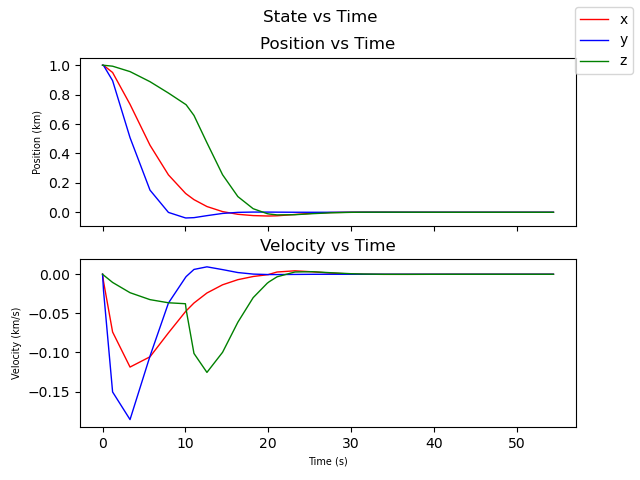 State vs Time
x
y
z
Position vs Time
1.0
0.8
0.6
0.4
0.2
0.0
Position (km)
Velocity vs Time
0.00
−0.05
−0.10
−0.15
Velocity (km/s)
0 10 20 30 40 50
Time (s)